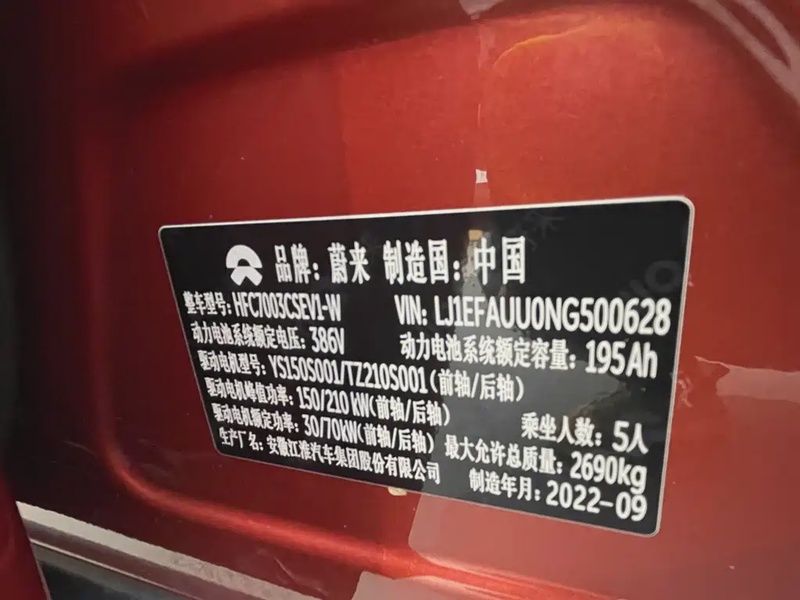 品牌：蔚来 制造国：中国
整车型号：HFC7003CSEV1-W VIN：LJ1EFAUU0NG500628
动力电池系统额定电压：386V 动力电池系统额定容量：195Ah
驱动电机型号：YS150S001/TZ210S001（前轴/后轴）
驱动电机峰值功率：150/210kW（前轴/后轴） 乘坐人数：5人
驱动电机额定功率：30/70kW（前轴/后轴） 最大允许总质量：2690kg
生产厂名：安徽江淮汽车集团股份有限公司 制造年月：2022-09